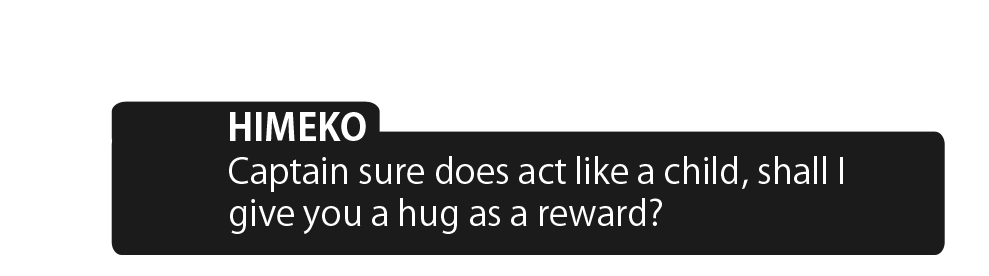 HIMEKO
Captain sure does act like a child, shall I
give you a hug as a reward?